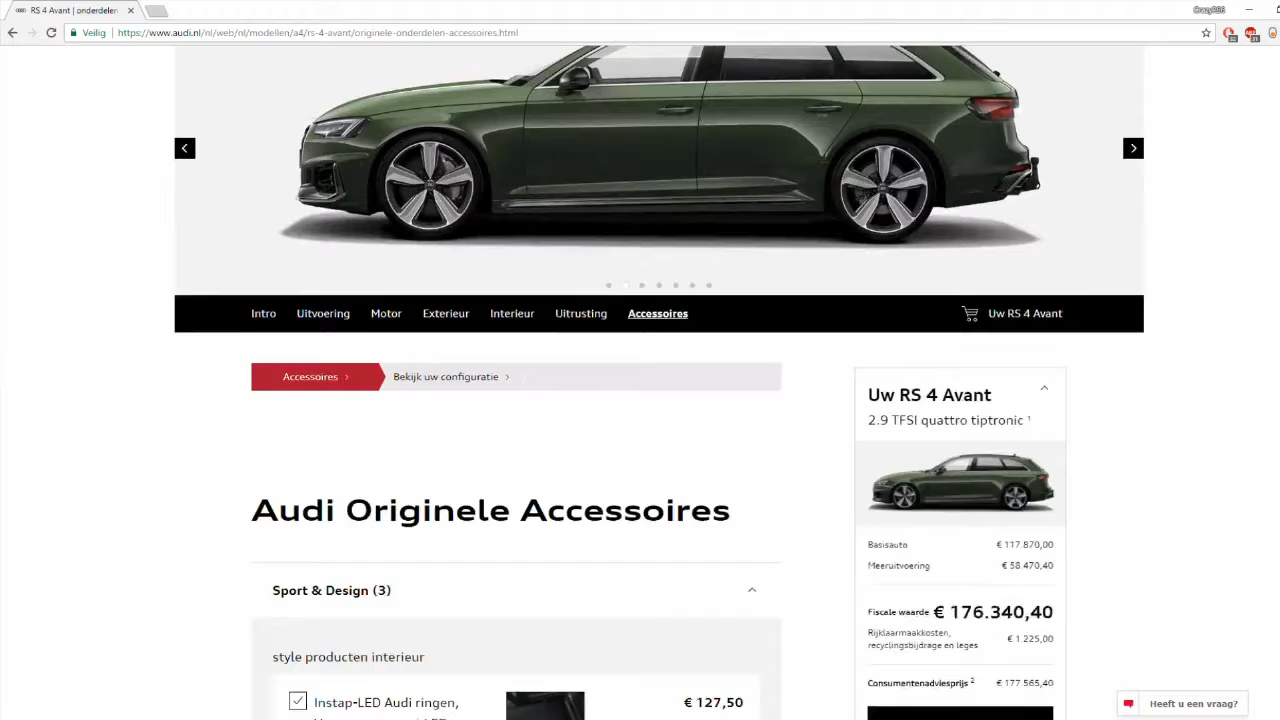 RS 4 Avant | onderdelen
CrazyRS6
Veilig
https://www.audi.nl/nl/web/nl/modellen/a4/rs-4-avant/originele-onderdelen-accessoires.html
Intro
Uitvoering
Motor
Exterieur
Interieur
Uitrusting
Accessoires
Uw RS 4 Avant
Accessoires
Bekijk uw configuratie
Audi Originele Accessoires
Sport & Design (3)
style producten interieur
Instap-LED Audi ringen,
€ 127,50
Uw RS 4 Avant
2.9 TFSI quattro tiptronic 1
Basisauto
€ 117.870,00
Meeruitvoering
€ 58.470,40
Fiscale waarde
€ 176.340,40
Rijklaarmaakkosten,
recyclingsbijdrage en leges
€ 1.225,00
Consumentenadviesprijs 2
€ 177.565,40
Heeft u een vraag?